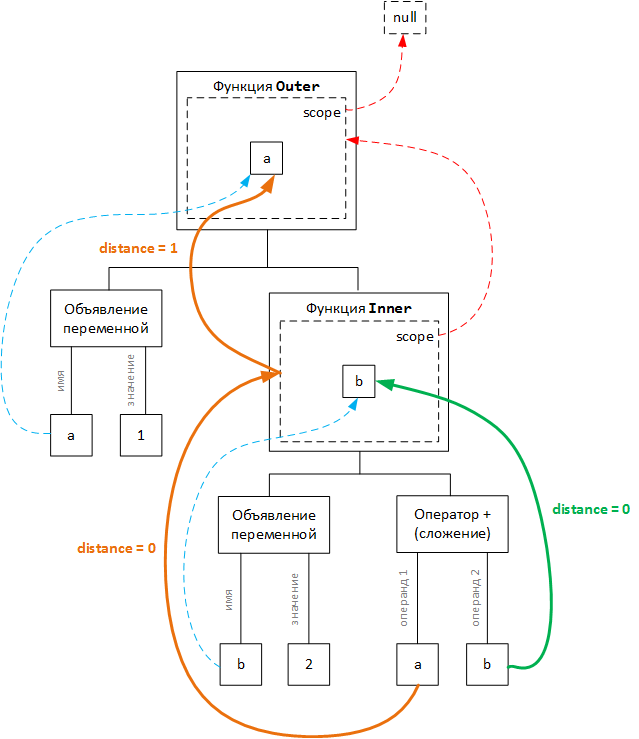 null
Функция Outer
scope
a
distance = 1
Объявление
переменной
Функция Inner
scope
b
имя
значение
a
1
Объявление
переменной
Оператор +
(сложение)
distance = 0
distance = 0
имя
значение
операнд 1
операнд 2
b
2
a
b